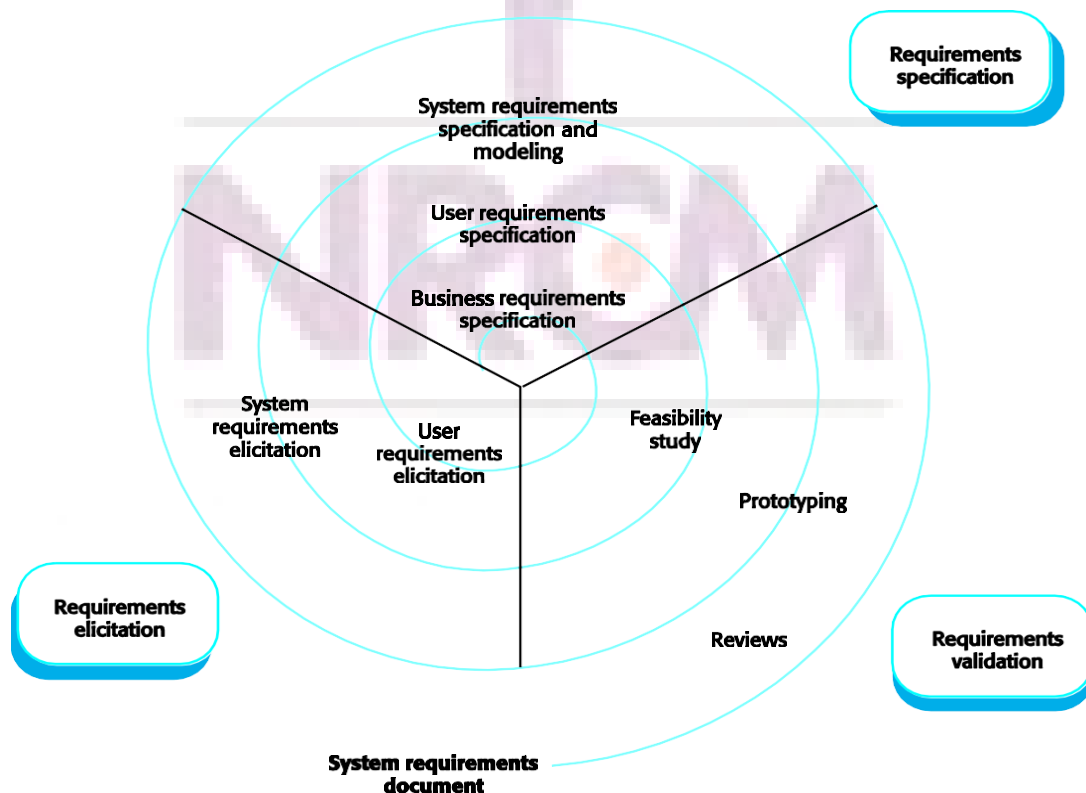 Requirements
specification
System requirements
specification and
modeling
User requirements
specification
Business requirements
specification
System
requirements
elicitation
User
requirements
elicitation
Feasibility
study
Prototyping
Reviews
Requirements
elicitation
Requirements
validation
System requirements
document
NRCM